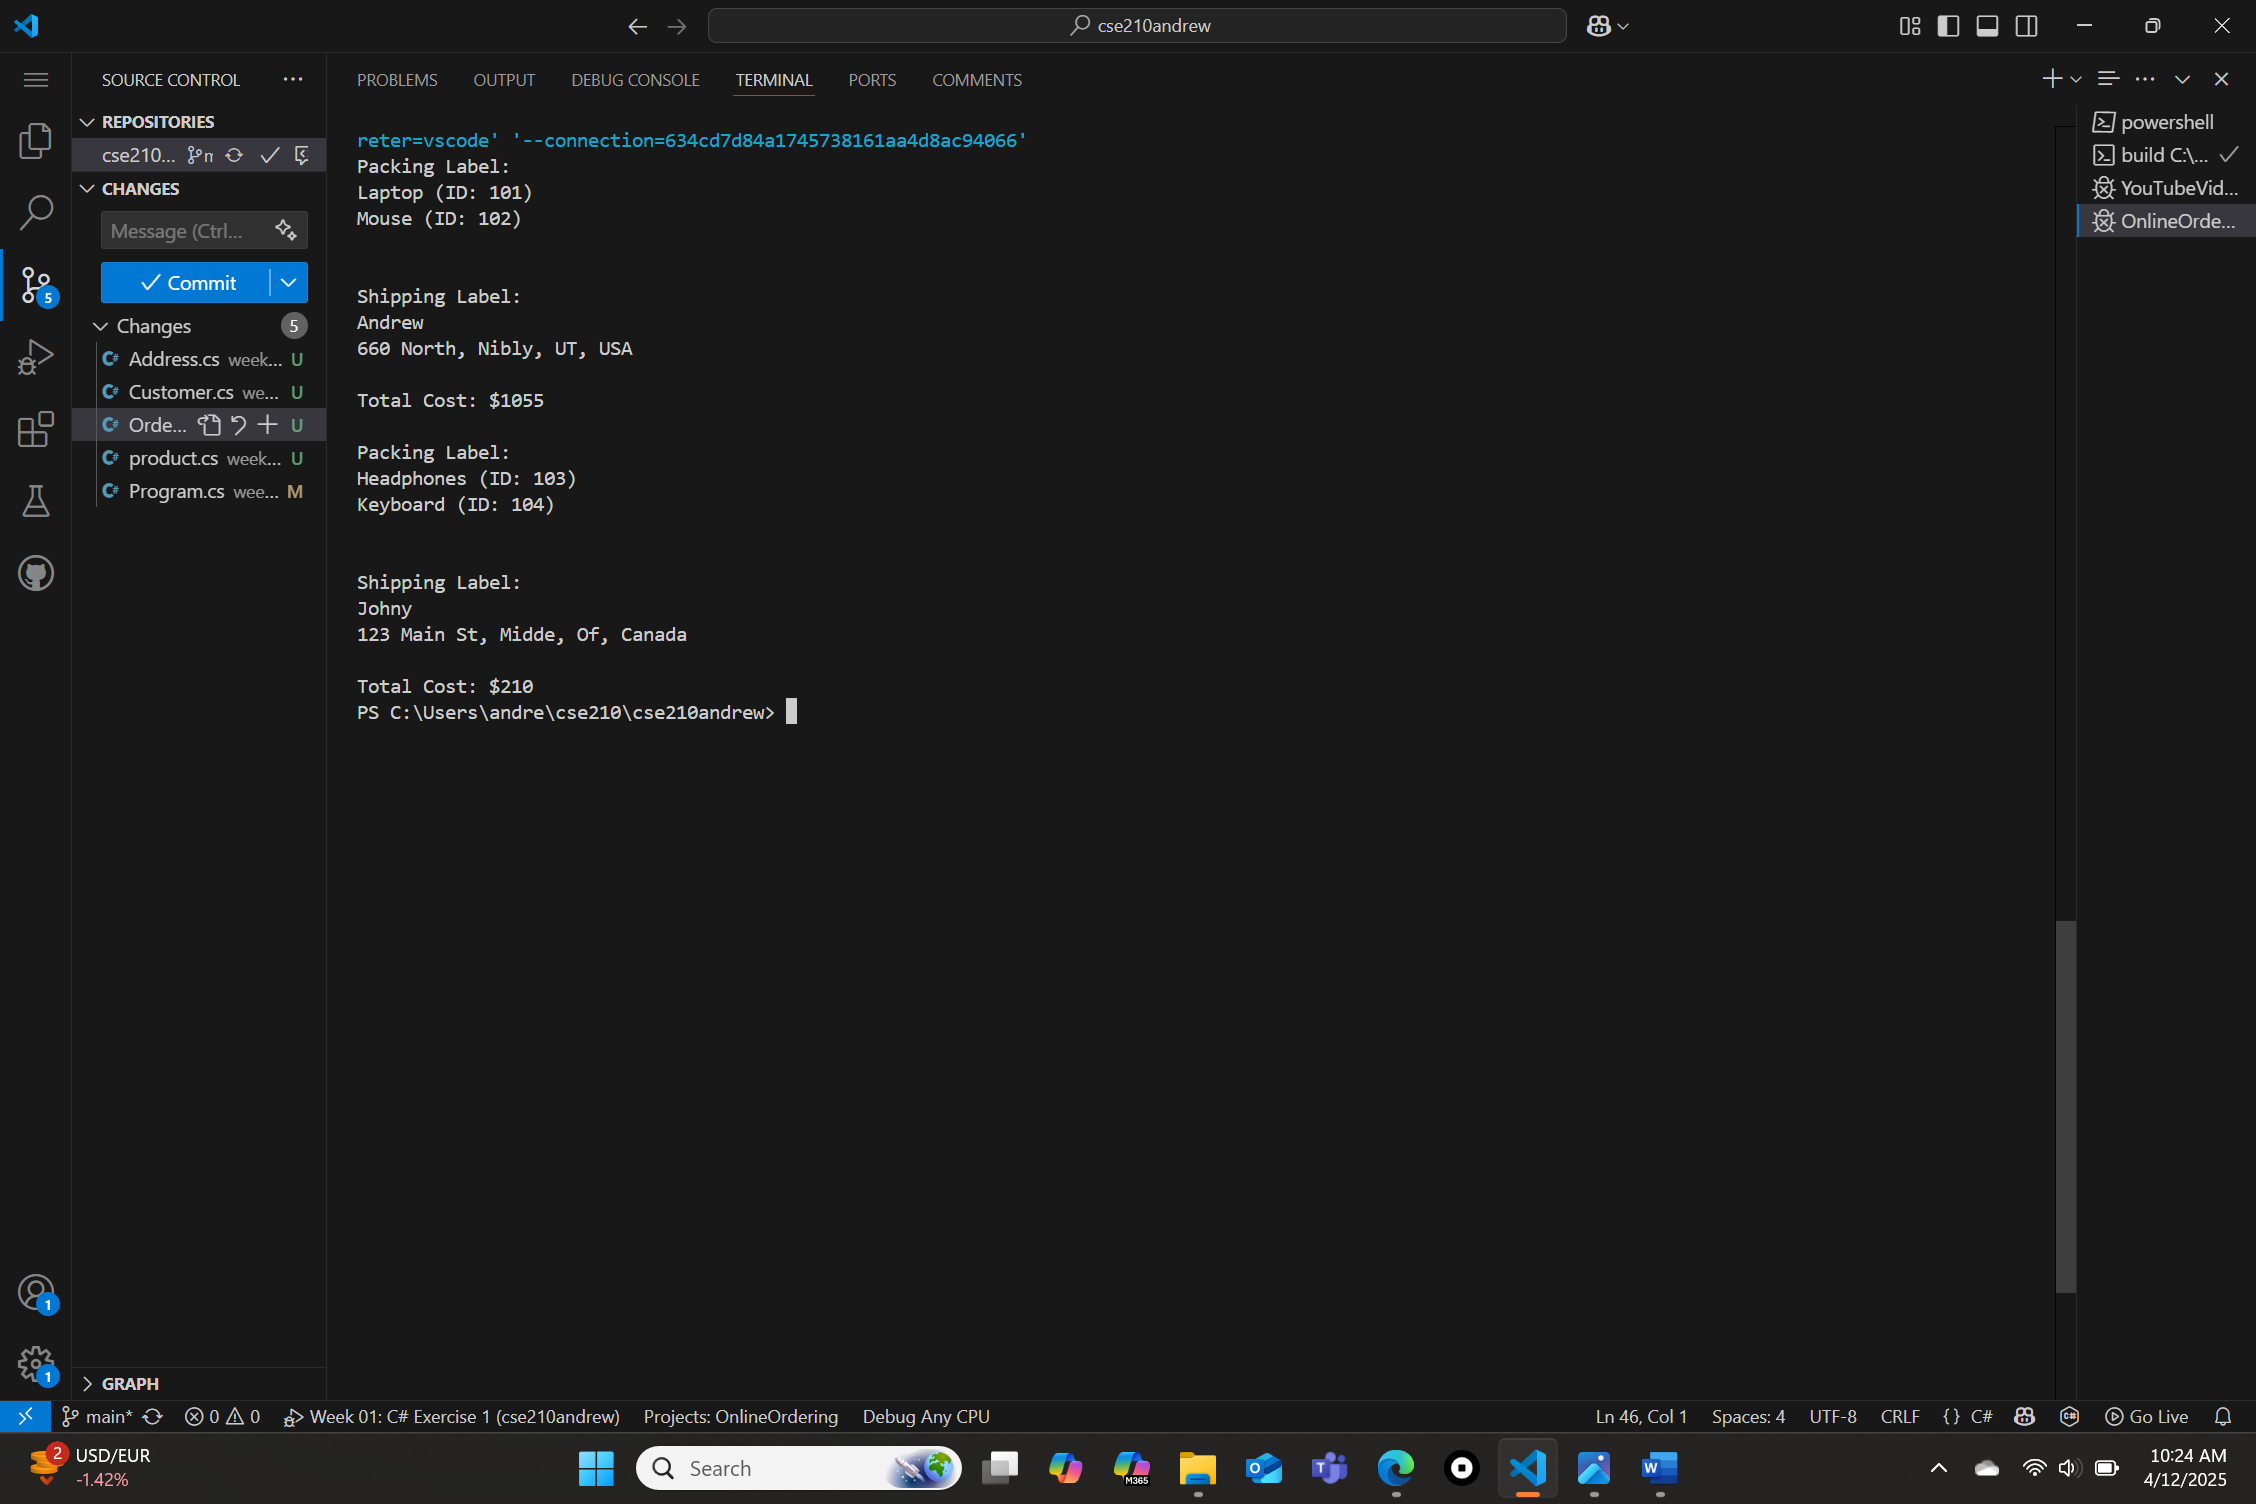 cse210andrew
SOURCE CONTROL
REPOSITORIES
cse210...
CHANGES
Message (Ctrl...
Commit
Changes 5
Address.cs week... U
Customer.cs we... U
Orde... U
product.cs week... U
Program.cs wee... M
5
1
1
GRAPH
PROBLEMS OUTPUT DEBUG CONSOLE TERMINAL PORTS COMMENTS
reter=vscode' '--connection=634cd7d84a1745738161aa4d8ac94066'
Packing Label:
Laptop (ID: 101)
Mouse (ID: 102)
Shipping Label:
Andrew
660 North, Nibly, UT, USA
Total Cost: $1055
Packing Label:
Headphones (ID: 103)
Keyboard (ID: 104)
Shipping Label:
Johny
123 Main St, Midde, Of, Canada
Total Cost: $210
PS C:\Users\andre\cse210\cse210andrew>
powershell
build C:\...
YouTubeVid...
OnlineOrde...
main* 0 0 Week 01: C# Exercise 1 (cse210andrew) Projects: OnlineOrdering Debug Any CPU Ln 46, Col 1 Spaces: 4 UTF-8 CRLF {} C# Go Live
2
USD/EUR
-1.42%
Search
M365
10:24 AM
4/12/2025